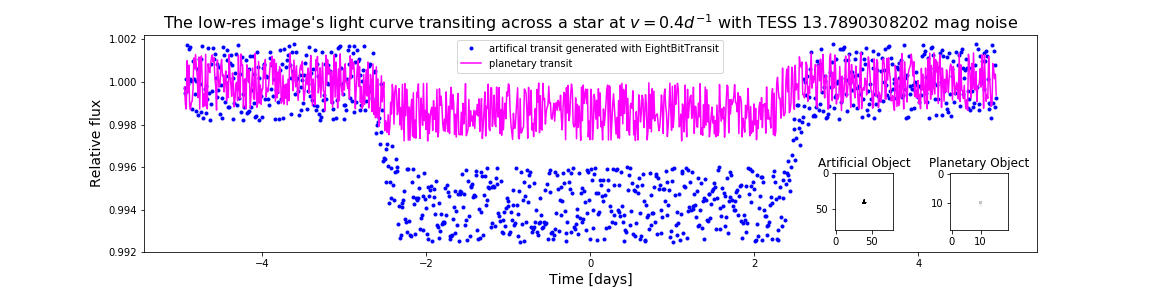 The low-res image's light curve transiting across a star at v = 0.4d⁻¹ with TESS 13.7890308202 mag noise
artifical transit generated with EightBitTransit
planetary transit
Relative flux
1.002
1.000
0.998
0.996
0.994
0.992
Artificial Object
0
50
0
50
Planetary Object
0
10
0
10
−4
−2
0
2
4
Time [days]